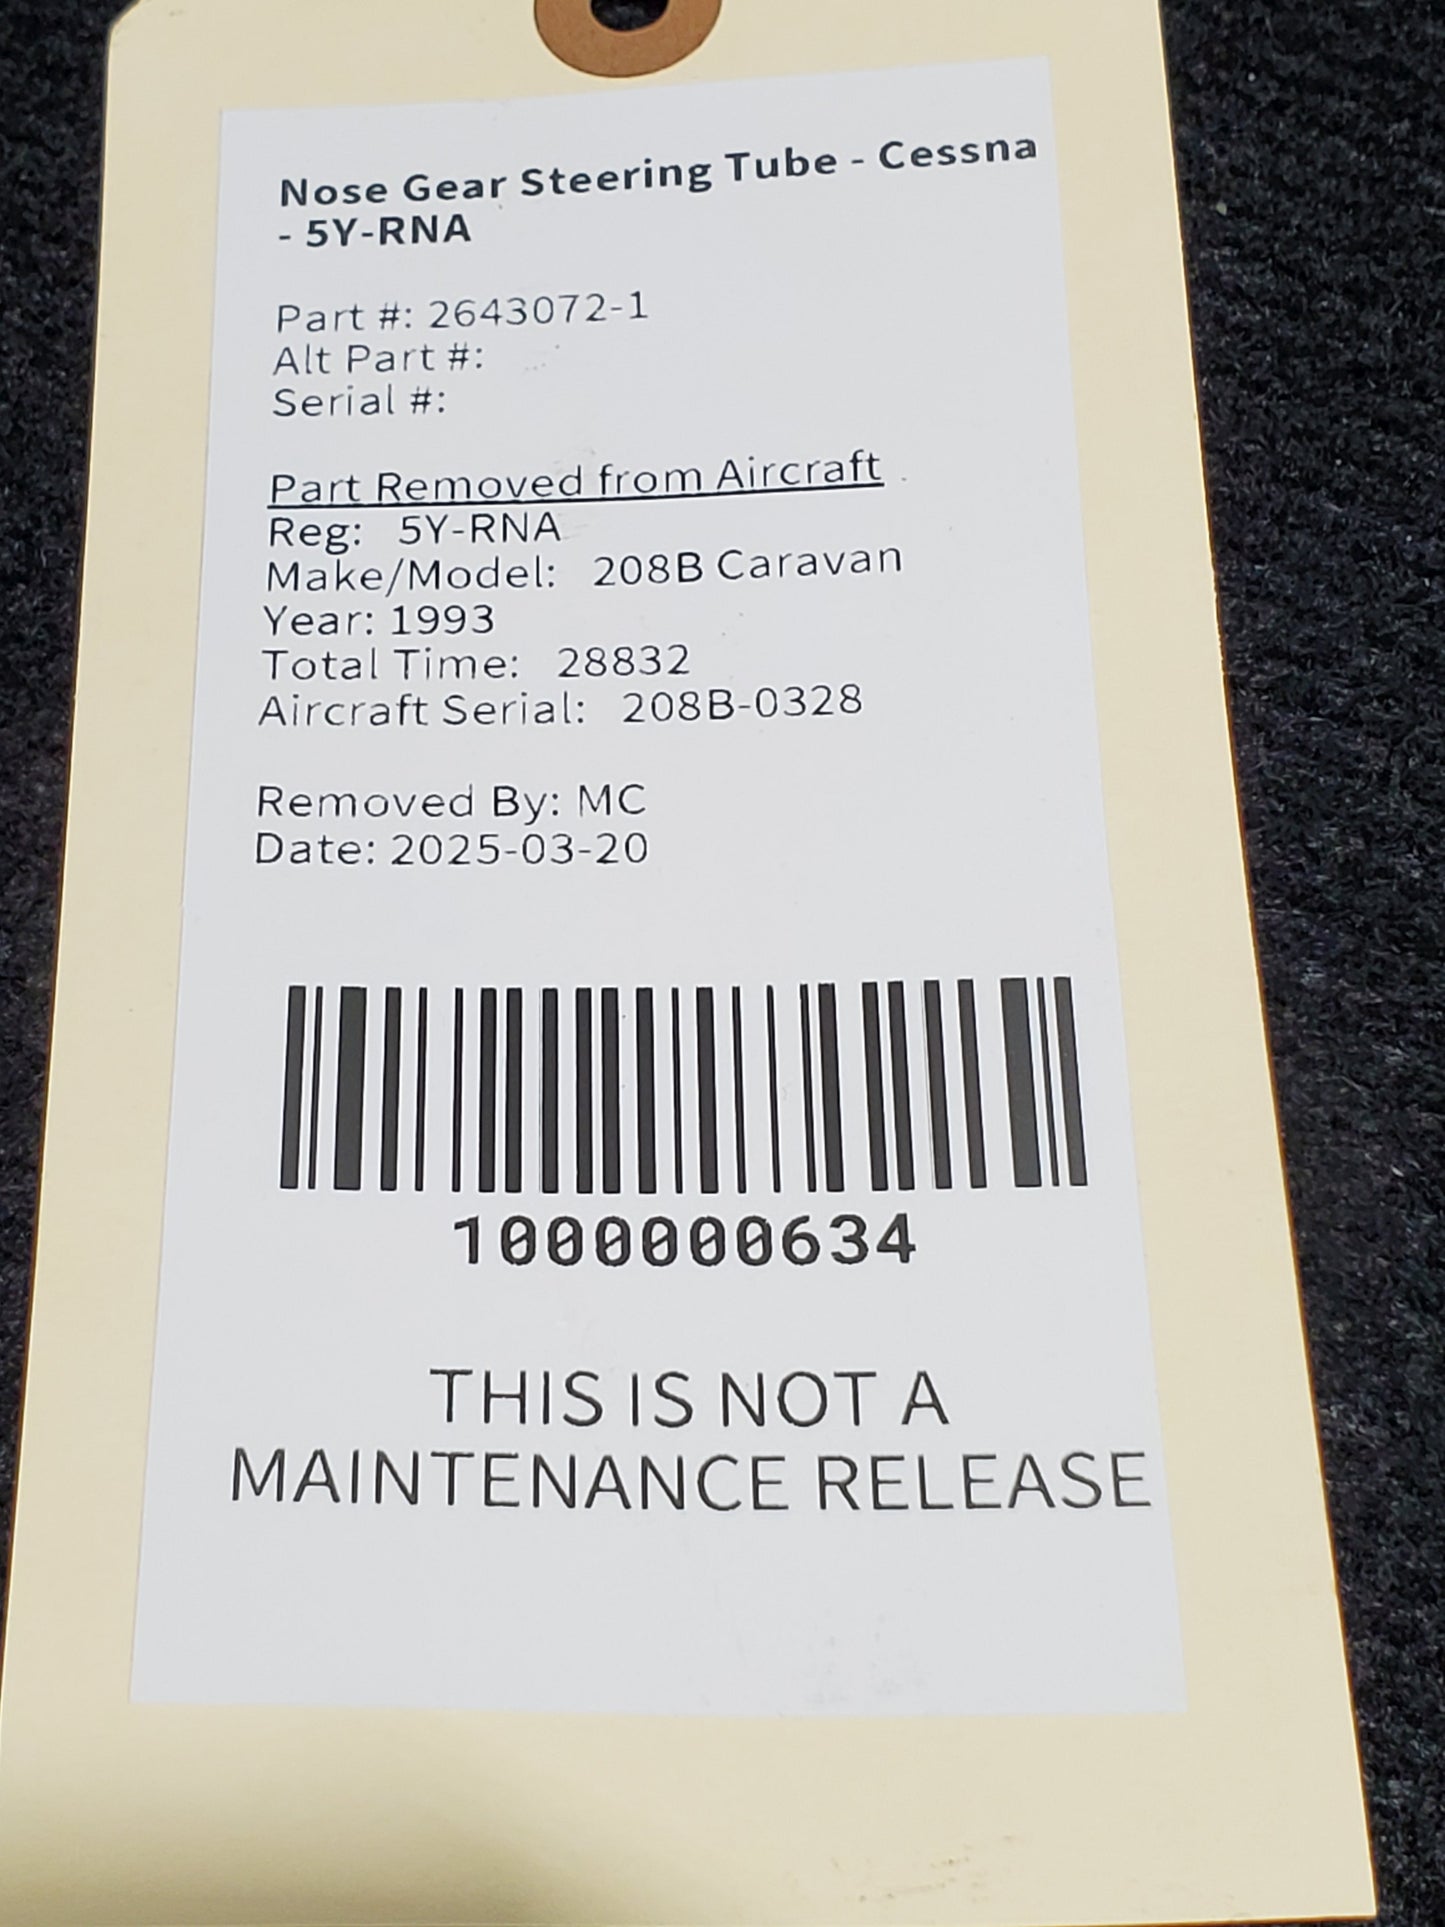 Nose Gear Steering Tube - Cessna
- 5Y-RNA
Part #: 2643072-1
Alt Part #:
Serial #:
Part Removed from Aircraft
Reg: 5Y-RNA
Make/Model: 208B Caravan
Year: 1993
Total Time: 28832
Aircraft Serial: 208B-0328
Removed By: MC
Date: 2025-03-20
1000000634
THIS IS NOT A
MAINTENANCE RELEASE